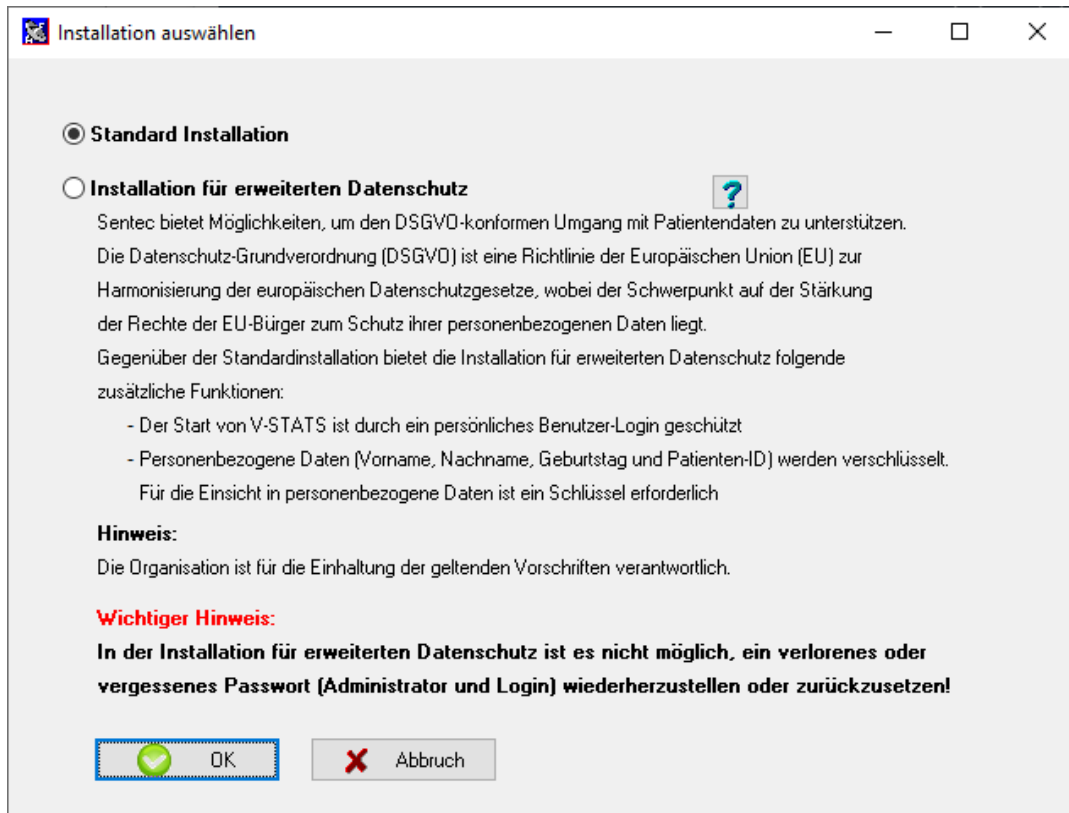 Installation auswählen
Standard Installation
Installation für erweiterten Datenschutz
Sentec bietet Möglichkeiten, um den DSGVO-konformen Umgang mit Patientendaten zu unterstützen.
Die Datenschutz-Grundverordnung (DSGVO) ist eine Richtlinie der Europäischen Union (EU) zur
Harmonisierung der europäischen Datenschutzgesetze, wobei der Schwerpunkt auf der Stärkung
der Rechte der EU-Bürger zum Schutz ihrer personenbezogenen Daten liegt.
Gegenüber der Standardinstallation bietet die Installation für erweiterten Datenschutz folgende
zusätzliche Funktionen:
- Der Start von V-STATS ist durch ein persönliches Benutzer-Login geschützt
- Personenbezogene Daten (Vorname, Nachname, Geburtstag und Patienten-ID) werden verschlüsselt.
Für die Einsicht in personenbezogene Daten ist ein Schlüssel erforderlich
Hinweis:
Die Organisation ist für die Einhaltung der geltenden Vorschriften verantwortlich.
Wichtiger Hinweis:
In der Installation für erweiterten Datenschutz ist es nicht möglich, ein verlorenes oder
vergessenes Passwort (Administrator und Login) wiederherzustellen oder zurückzusetzen!
OK
Abbruch